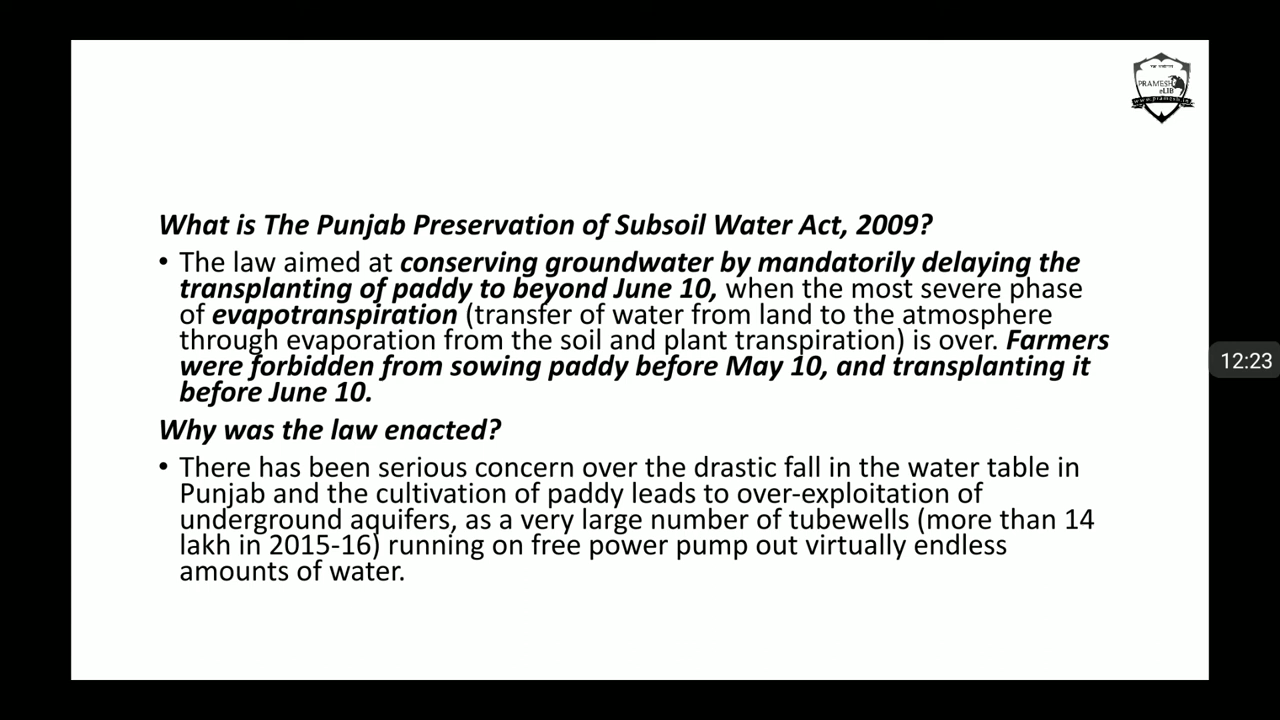 PRAMESH
eLIB
What is The Punjab Preservation of Subsoil Water Act, 2009?
• The law aimed at conserving groundwater by mandatorily delaying the
transplanting of paddy to beyond June 10, when the most severe phase
of evapotranspiration (transfer of water from land to the atmosphere
through evaporation from the soil and plant transpiration) is over. Farmers
were forbidden from sowing paddy before May 10, and transplanting it
before June 10.
12:23
Why was the law enacted?
• There has been serious concern over the drastic fall in the water table in
Punjab and the cultivation of paddy leads to over-exploitation of
underground aquifers, as a very large number of tubewells (more than 14
lakh in 2015-16) running on free power pump out virtually endless
amounts of water.